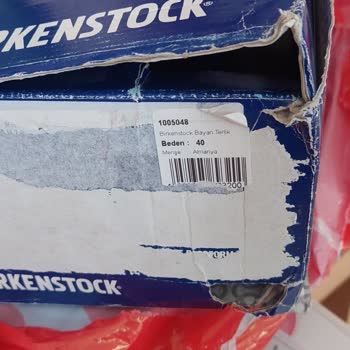 RKENSTOCK®
1005048
Birkenstock Bayan Terlik
Beden : 40
Menşe : Almanya
RKENSTOCK®